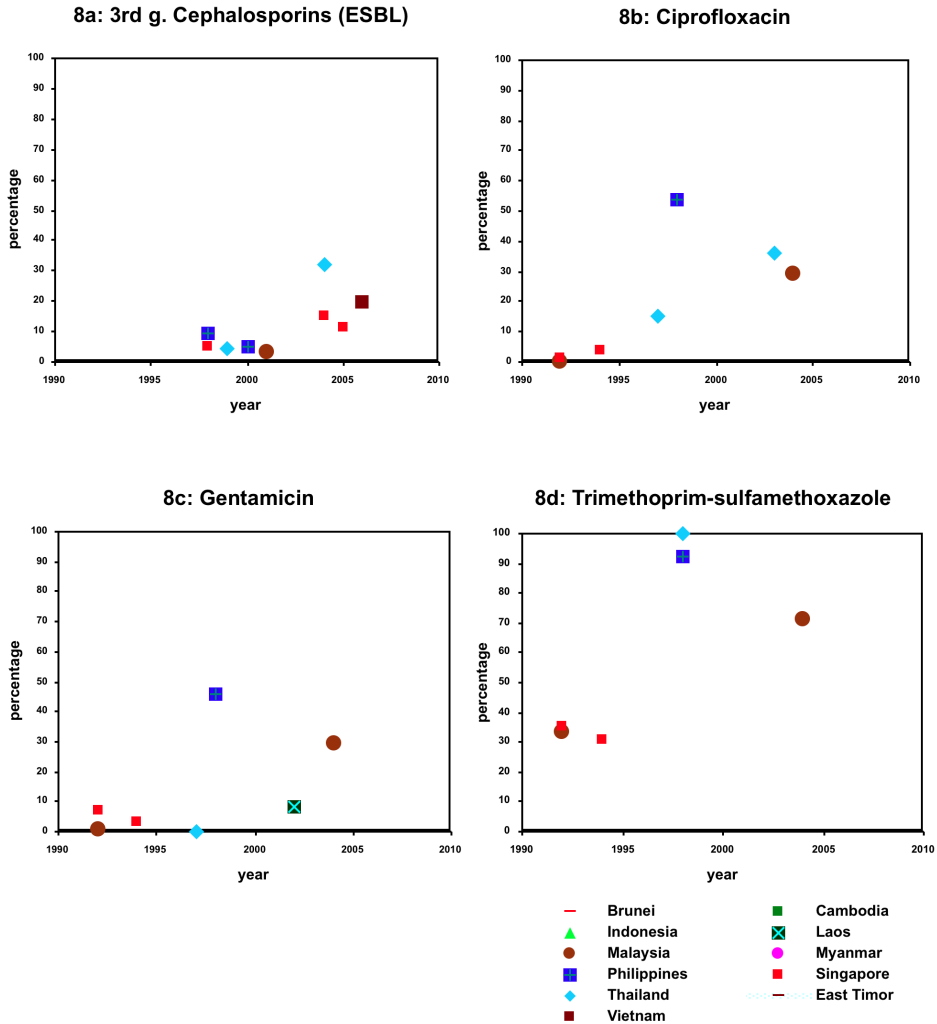 8a: 3rd g. Cephalosporins (ESBL)
100
90
80
70
60
50
40
30
20
10
0
percentage
1990 1995 2000 2005 2010
year
8b: Ciprofloxacin
100
90
80
70
60
50
40
30
20
10
0
percentage
1990 1995 2000 2005 2010
year
8c: Gentamicin
100
90
80
70
60
50
40
30
20
10
0
percentage
1990 1995 2000 2005 2010
year
8d: Trimethoprim-sulfamethoxazole
100
90
80
70
60
50
40
30
20
10
0
percentage
1990 1995 2000 2005 2010
year
Brunei
Indonesia
Malaysia
Philippines
Thailand
Vietnam
Cambodia
Laos
Myanmar
Singapore
East Timor